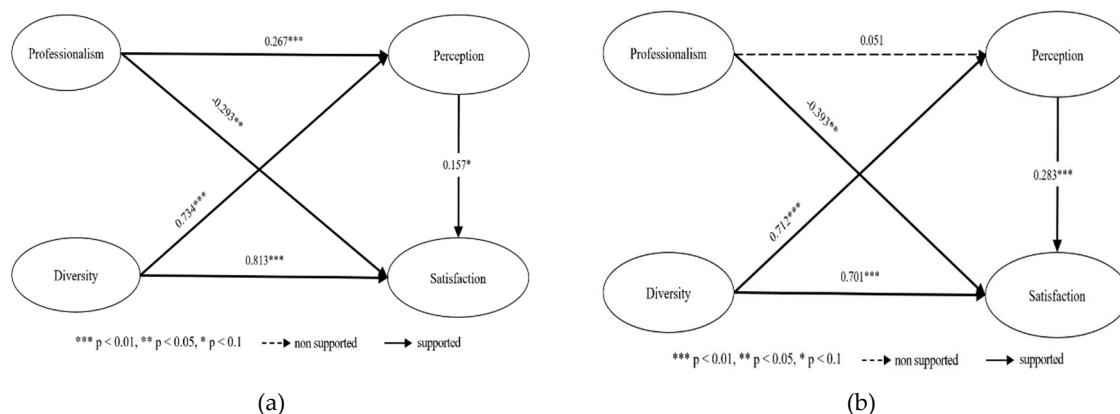 Professionalism
0.267***
Perception
-0.293**
0.157*
0.734***
Diversity
0.813***
Satisfaction
*** p < 0.01, ** p < 0.05, * p < 0.1 non supported supported
(a)
Professionalism
0.051
Perception
-0.393**
0.283***
0.712***
Diversity
0.701***
Satisfaction
*** p < 0.01, ** p < 0.05, * p < 0.1 non supported supported
(b)